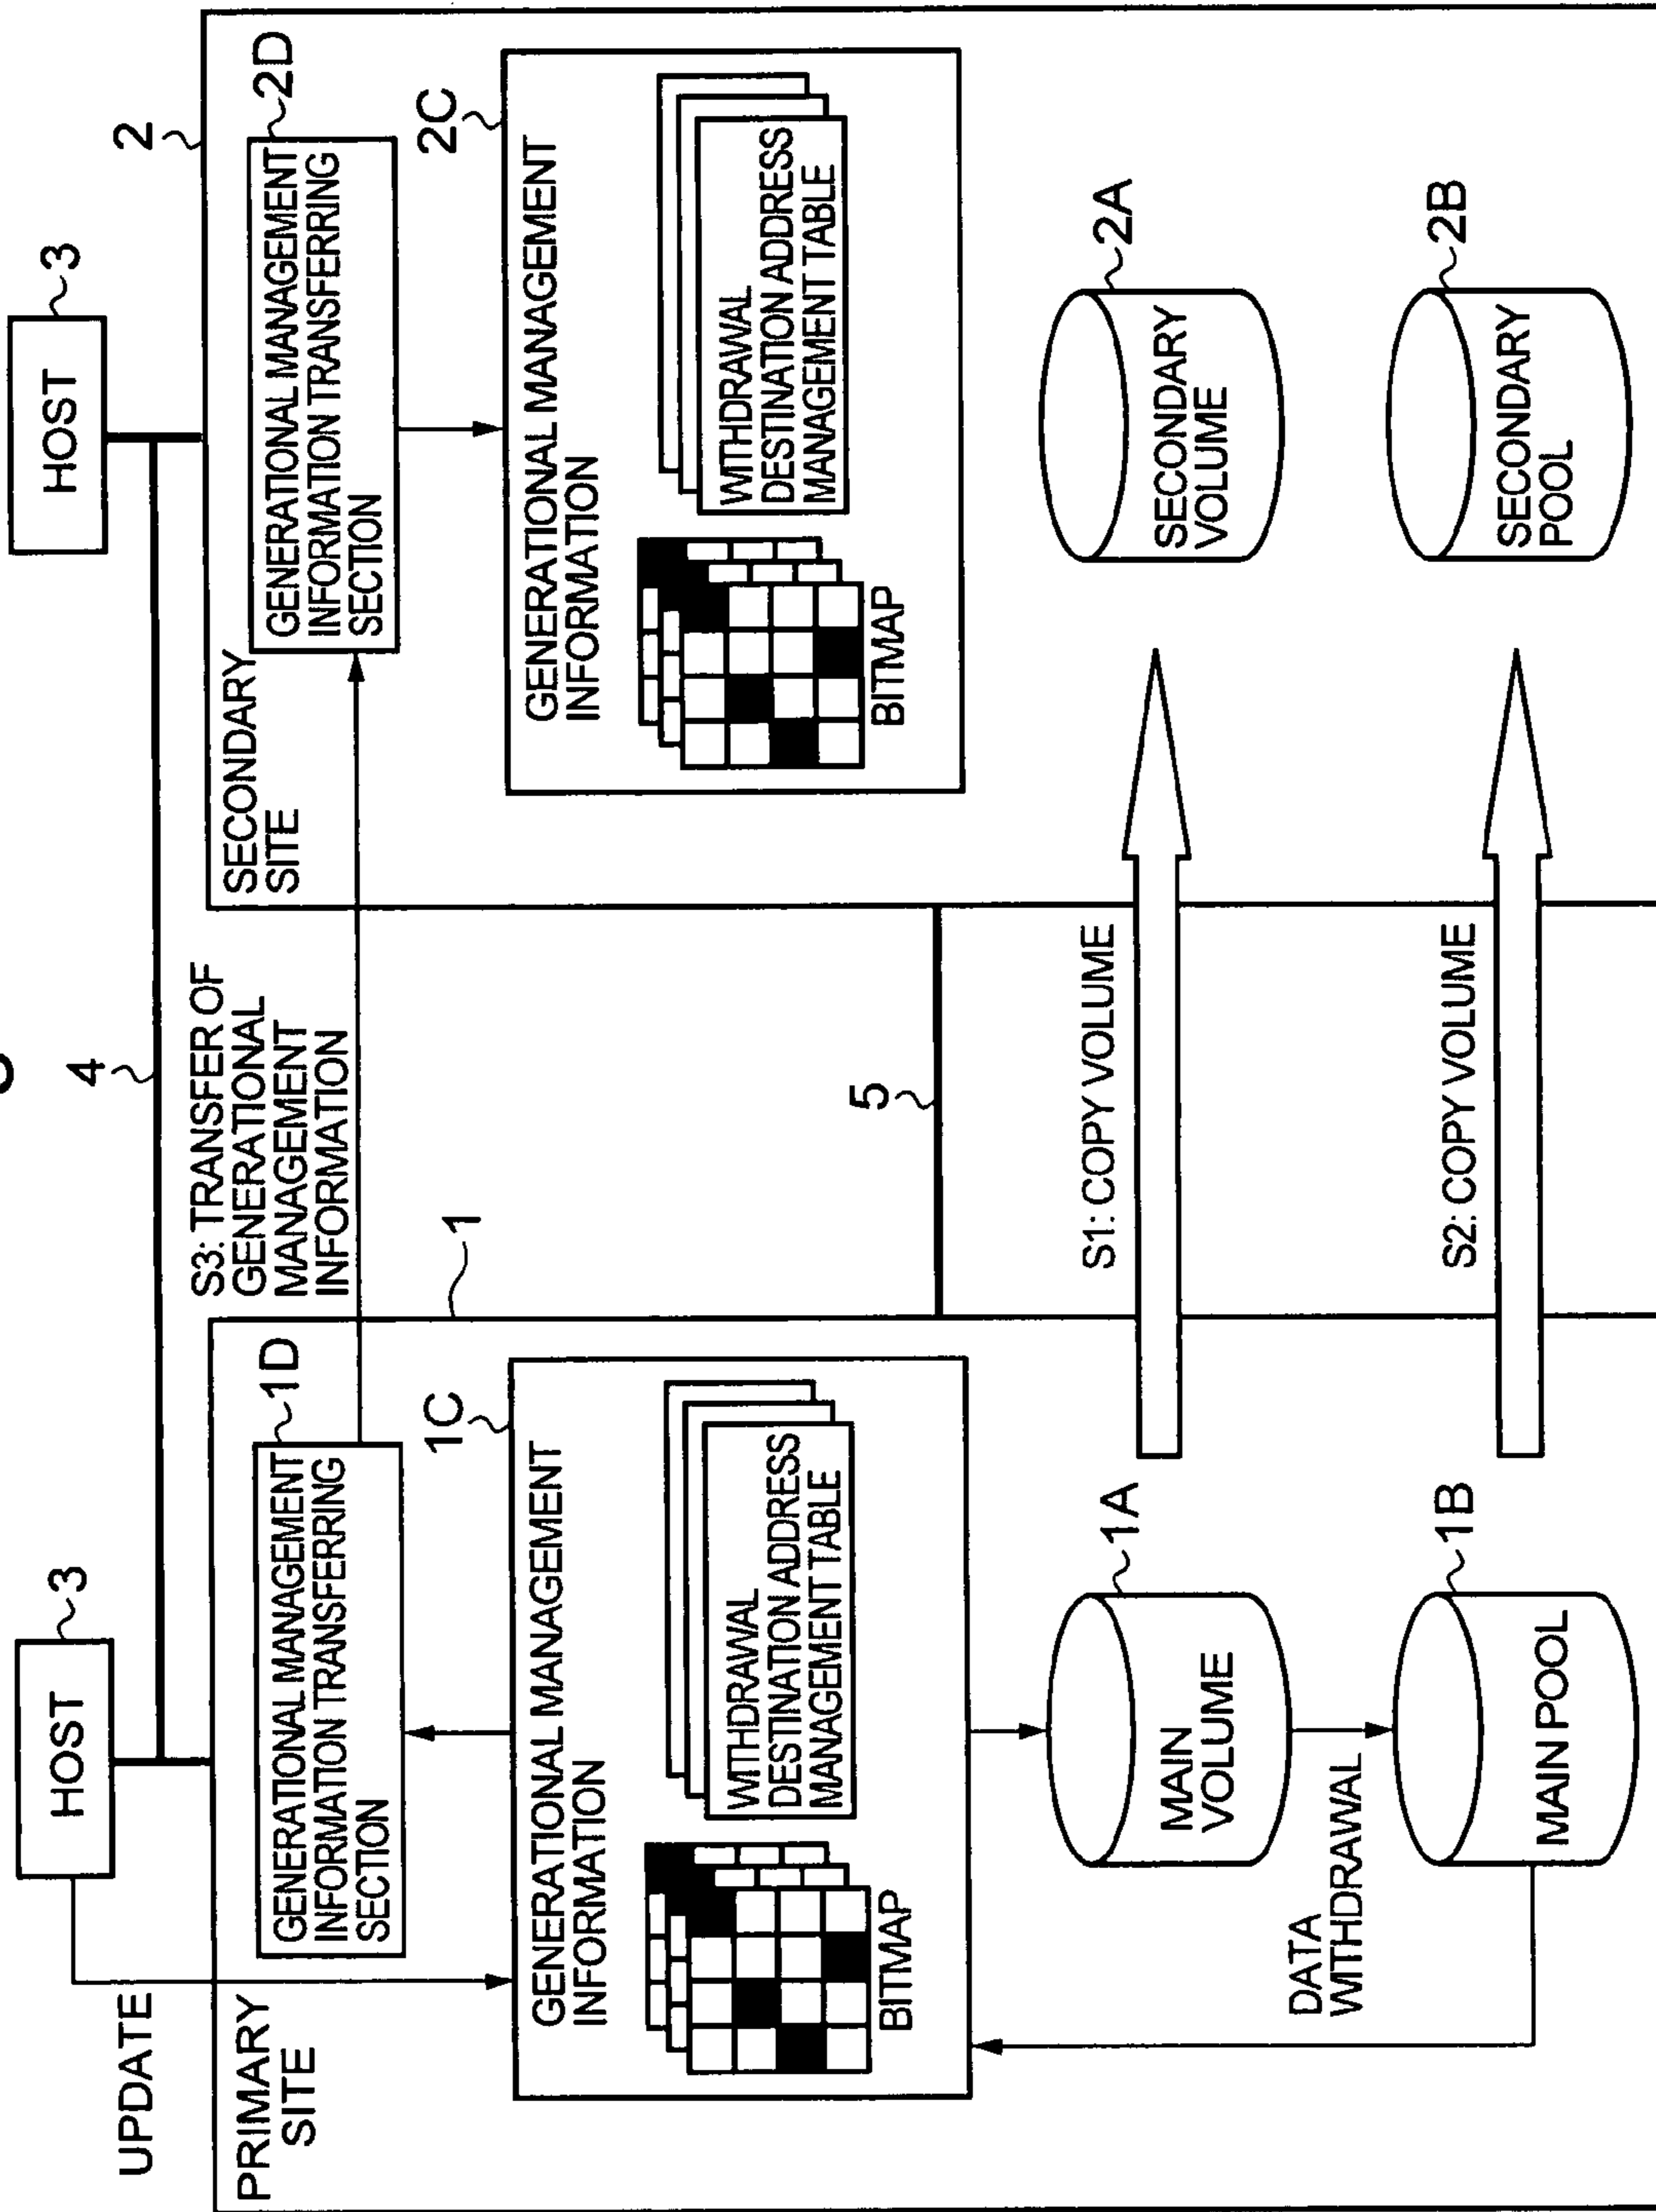 4
HOST
3
HOST
3
UPDATE
PRIMARY
SITE
1D
GENERATIONAL MANAGEMENT
INFORMATION TRANSFERRING
SECTION
1C
GENERATIONAL MANAGEMENT
INFORMATION
BITMAP
WITHDRAWAL
DESTINATION ADDRESS
MANAGEMENT TABLE
1
1A
MAIN
VOLUME
DATA
WITHDRAWAL
1B
MAIN POOL
S3: TRANSFER OF
GENERATIONAL
MANAGEMENT
INFORMATION
5
S1: COPY VOLUME
S2: COPY VOLUME
2
SECONDARY
SITE
2D
GENERATIONAL MANAGEMENT
INFORMATION TRANSFERRING
SECTION
2C
GENERATIONAL MANAGEMENT
INFORMATION
BITMAP
WITHDRAWAL
DESTINATION ADDRESS
MANAGEMENT TABLE
2A
SECONDARY
VOLUME
2B
SECONDARY
POOL